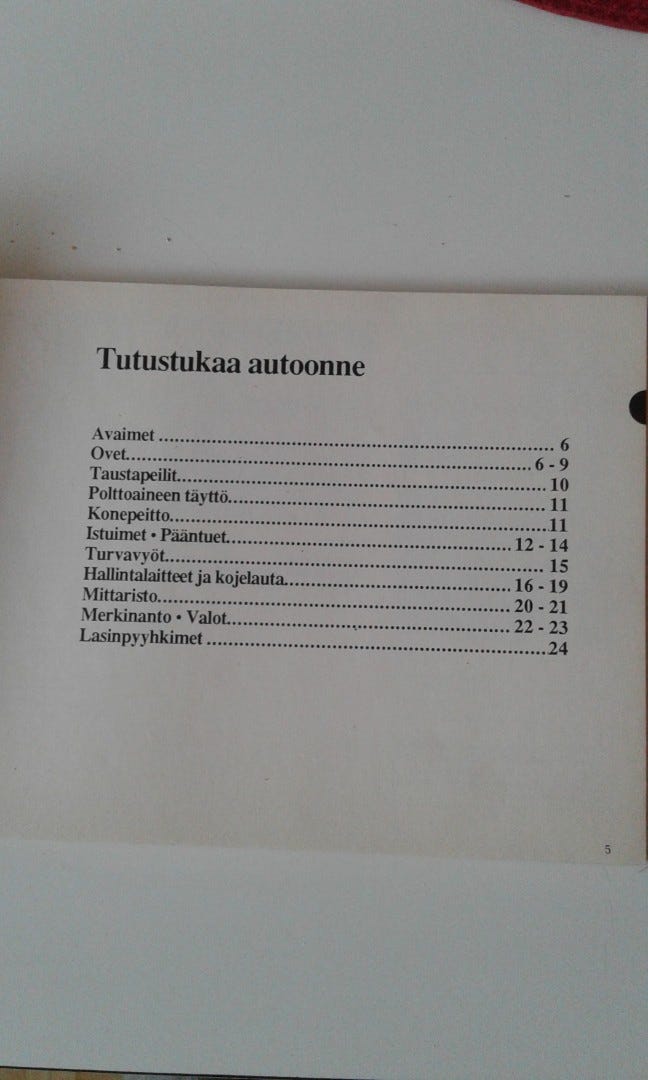 Tutustukaa autoonne
Avaimet ................................................................ 6
Ovet................................................................ 6 - 9
Taustapeilit................................................................ 10
Polttoaineen täyttö................................................................ 11
Konepeitto................................................................11
Istuimet • Pääntuet................................................................ 12 - 14
Turvavyöt................................................................ 15
Hallintalaitteet ja kojelauta................................................................ 16 - 19
Mittaristo................................................................ 20 - 21
Merkinanto • Valot................................................................ 22 - 23
Lasinpyyhkimet ................................................................24
5